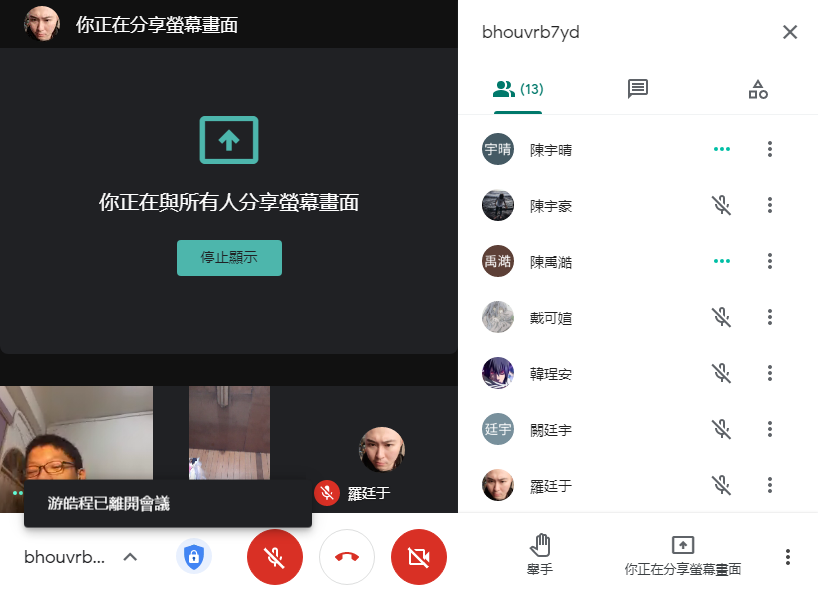 你正在分享螢幕畫面
你正在與所有人分享螢幕畫面
停止顯示
羅廷于
游皓程已離開會議
bhouvrb...
bhouvrb7yd
(13)
宇晴 陳宇晴
陳宇豪
禹澔 陳禹澔
戴可媗
韓珵安
廷宇 闕廷宇
羅廷于
舉手
你正在分享螢幕畫面